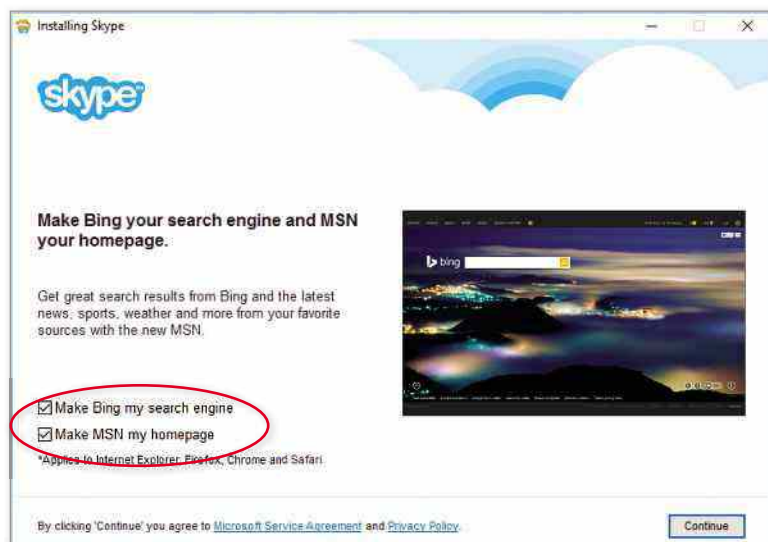 Installing Skype
skype
Make Bing your search engine and MSN
your homepage.
Get great search results from Bing and the latest
news, sports, weather and more from your favorite
sources with the new MSN.
bing
Make Bing my search engine
Make MSN my homepage
*Applies to Internet Explorer, Firefox, Chrome and Safari.
By clicking 'Continue' you agree to Microsoft Service Agreement and Privacy Policy.
Continue